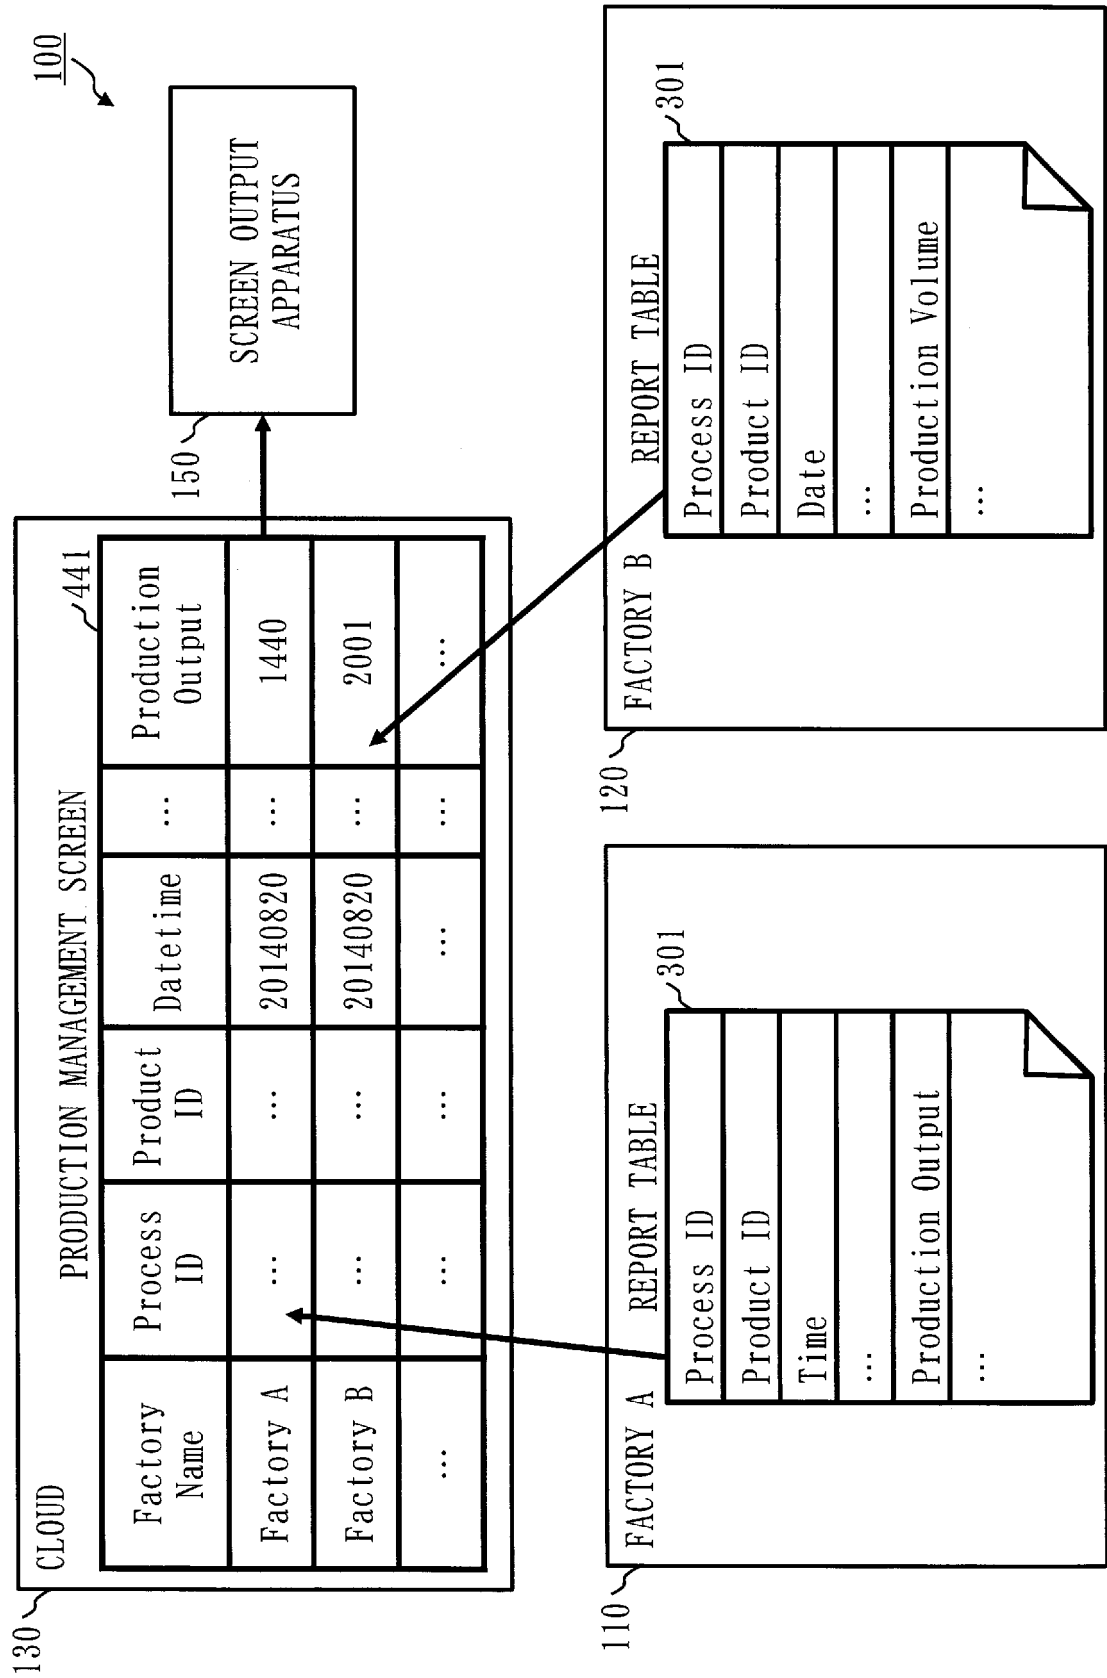 100
130
CLOUD
PRODUCTION MANAGEMENT SCREEN
441
Factory
Name
Process
ID
Product
ID
Datetime
...
Production
Output
Factory A
...
...
20140820
...
1440
Factory B
...
...
20140820
...
2001
...
...
...
...
...
...
150
SCREEN OUTPUT
APPARATUS
110
FACTORY A
REPORT TABLE
301
Process ID
Product ID
Time
...
Production Output
...
120
FACTORY B
REPORT TABLE
301
Process ID
Product ID
Date
...
Production Volume
...